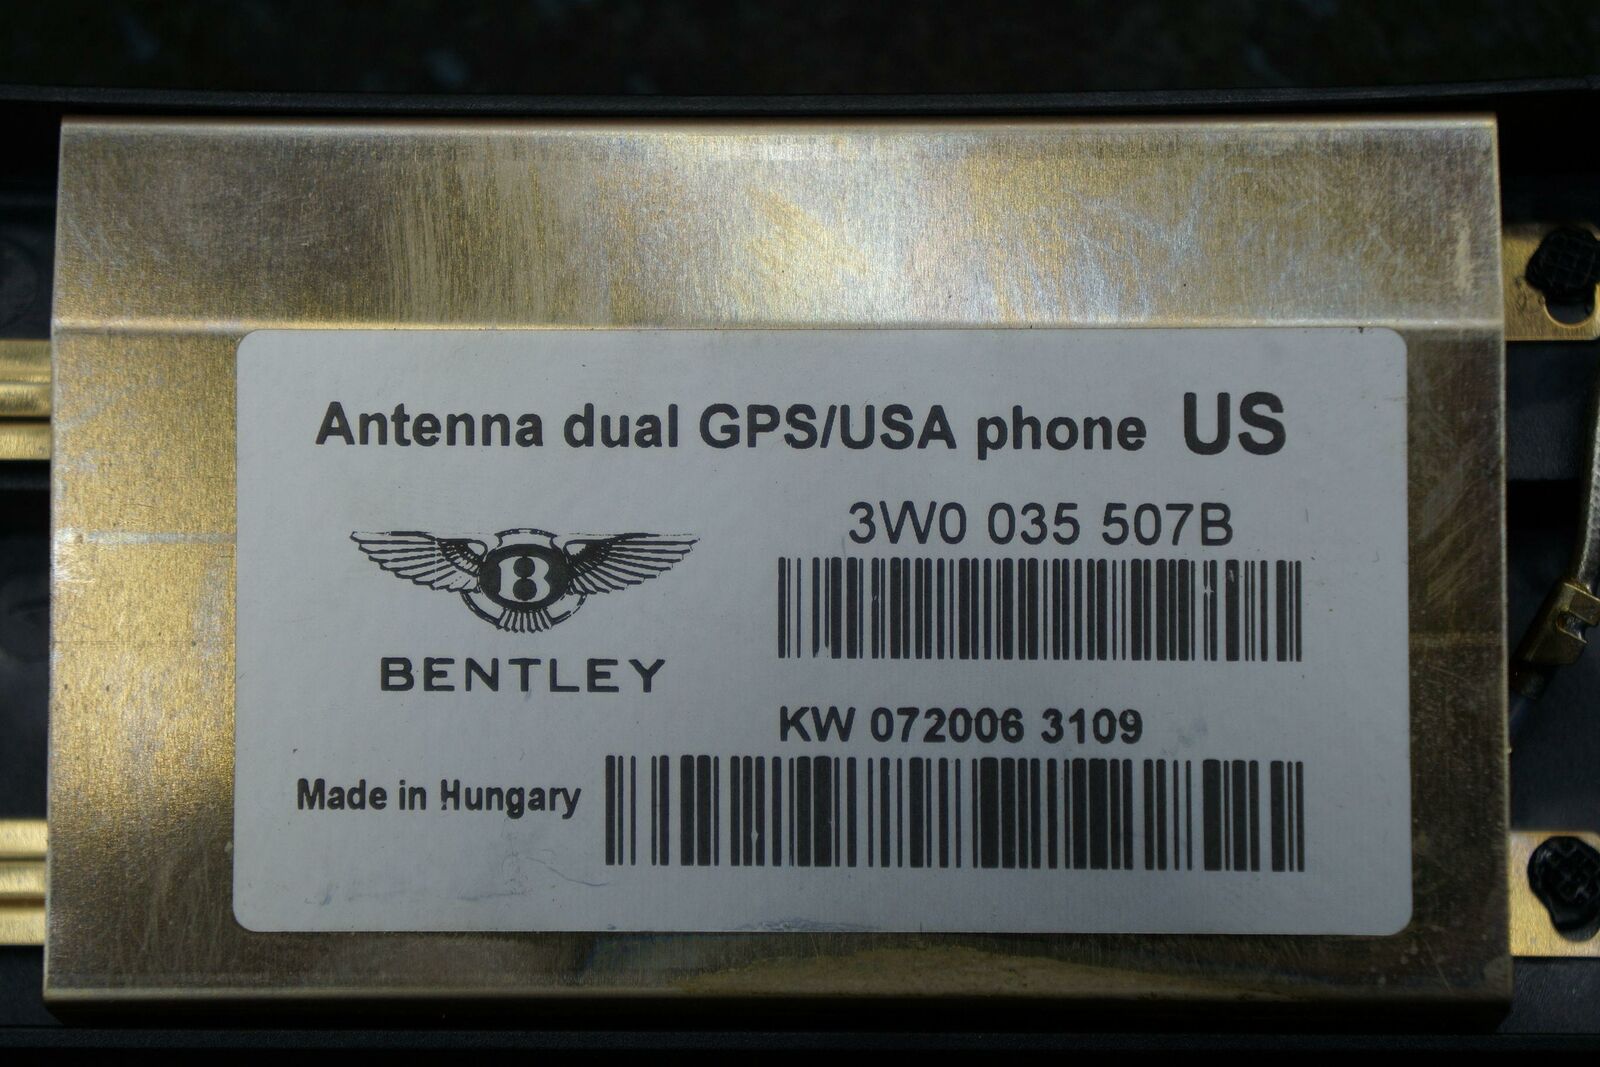 Antenna dual GPS/USA phone US
3W0 035 507B
B
BENTLEY
KW 072006 3109
Made in Hungary